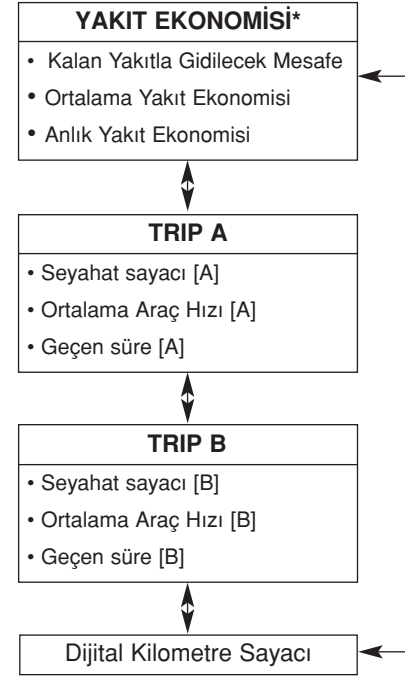 YAKIT EKONOMİSİ*
• Kalan Yakıtla Gidilecek Mesafe
• Ortalama Yakıt Ekonomisi
• Anlık Yakıt Ekonomisi
TRIP A
• Seyahat sayacı [A]
• Ortalama Araç Hızı [A]
• Geçen süre [A]
TRIP B
• Seyahat sayacı [B]
• Ortalama Araç Hızı [B]
• Geçen süre [B]
Dijital Kilometre Sayacı